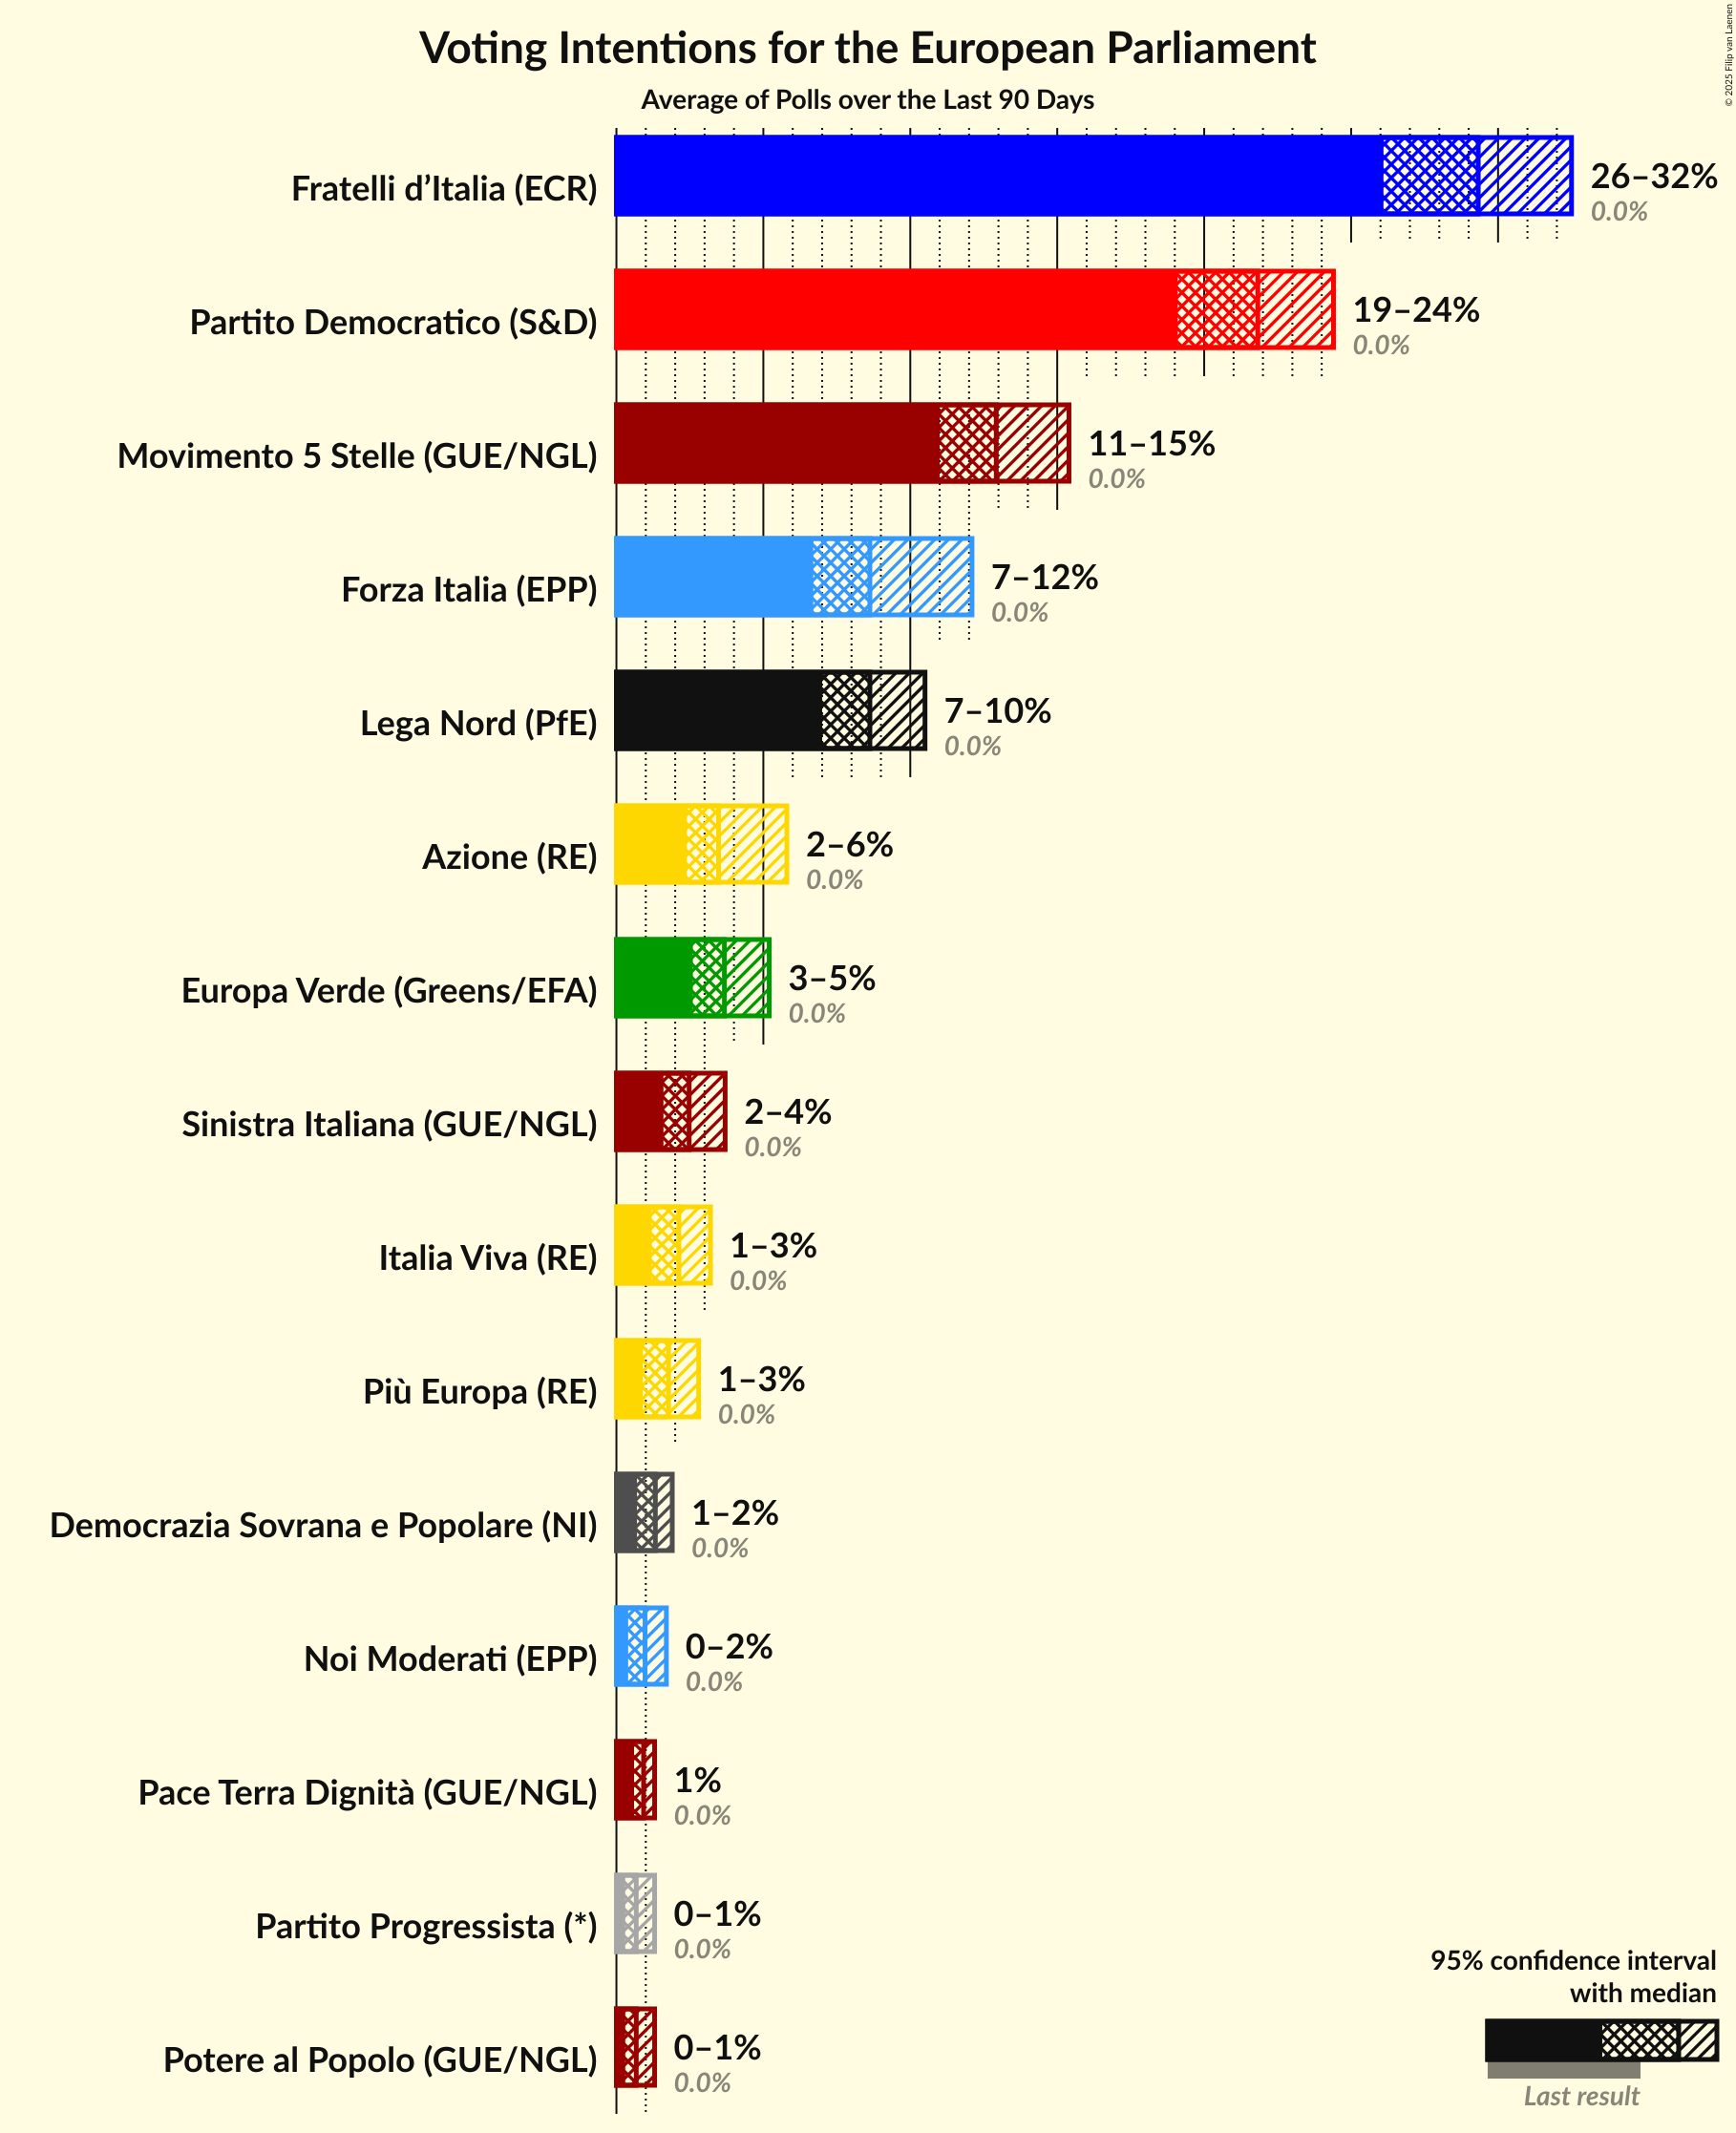 Voting Intentions for the European Parliament
Average of Polls over the Last 90 Days
© 2025 Filip van Laenen
Fratelli d’Italia (ECR)
26–32%
0.0%
Partito Democratico (S&D)
19–24%
0.0%
Movimento 5 Stelle (GUE/NGL)
11–15%
0.0%
Forza Italia (EPP)
7–12%
0.0%
Lega Nord (PfE)
7–10%
0.0%
Azione (RE)
2–6%
0.0%
Europa Verde (Greens/EFA)
3–5%
0.0%
Sinistra Italiana (GUE/NGL)
2–4%
0.0%
Italia Viva (RE)
1–3%
0.0%
Più Europa (RE)
1–3%
0.0%
Democrazia Sovrana e Popolare (NI)
1–2%
0.0%
Noi Moderati (EPP)
0–2%
0.0%
Pace Terra Dignità (GUE/NGL)
1%
0.0%
Partito Progressista (*)
0–1%
0.0%
Potere al Popolo (GUE/NGL)
0–1%
0.0%
95% confidence interval
with median
Last result